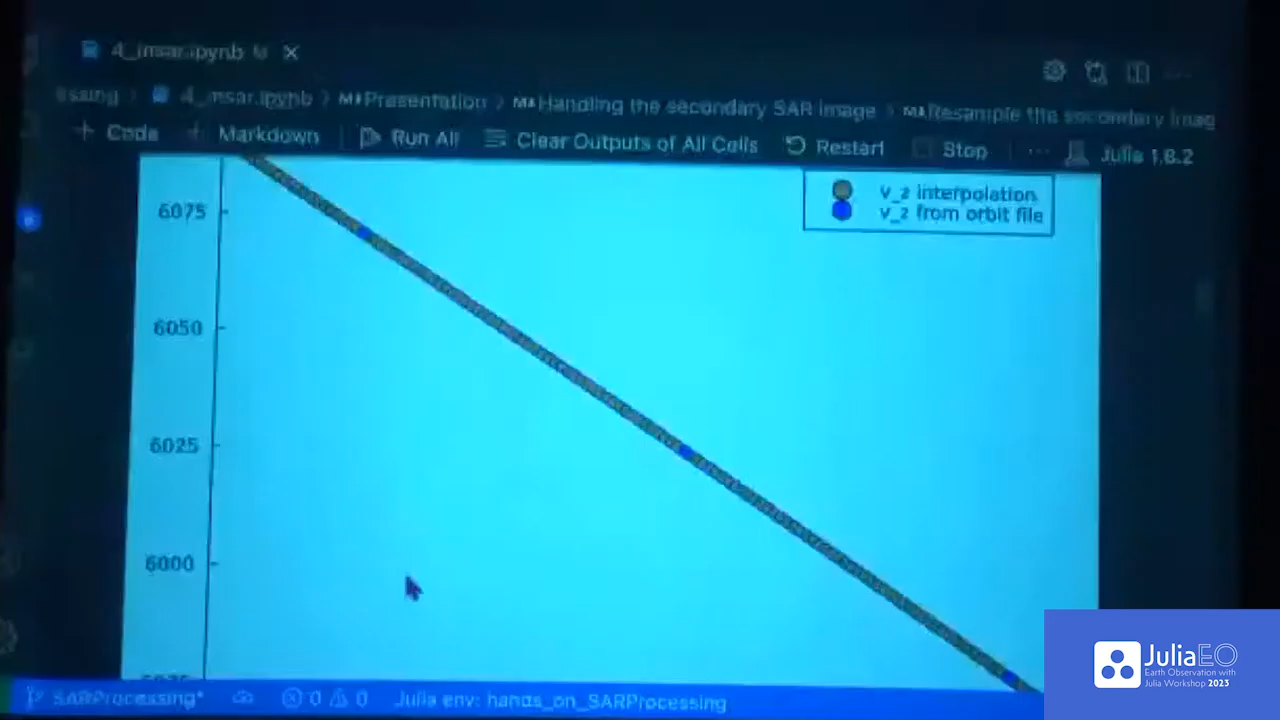 4_insar.ipynb M ×
4_insar.ipynb > M↓Presentation > M↓Handling the secondary SAR image > M↓Resample the secondary imag
+ Code + Markdown Run All Clear Outputs of All Cells Restart Stop ... Julia 1.8.2
v_z interpolation
v_z from orbit file
6075
6050
6025
6000
SARProcessing* 0 0 Julia env: hands_on_SARProcessing
JuliaEO
Earth Observation with
Julia Workshop 2023